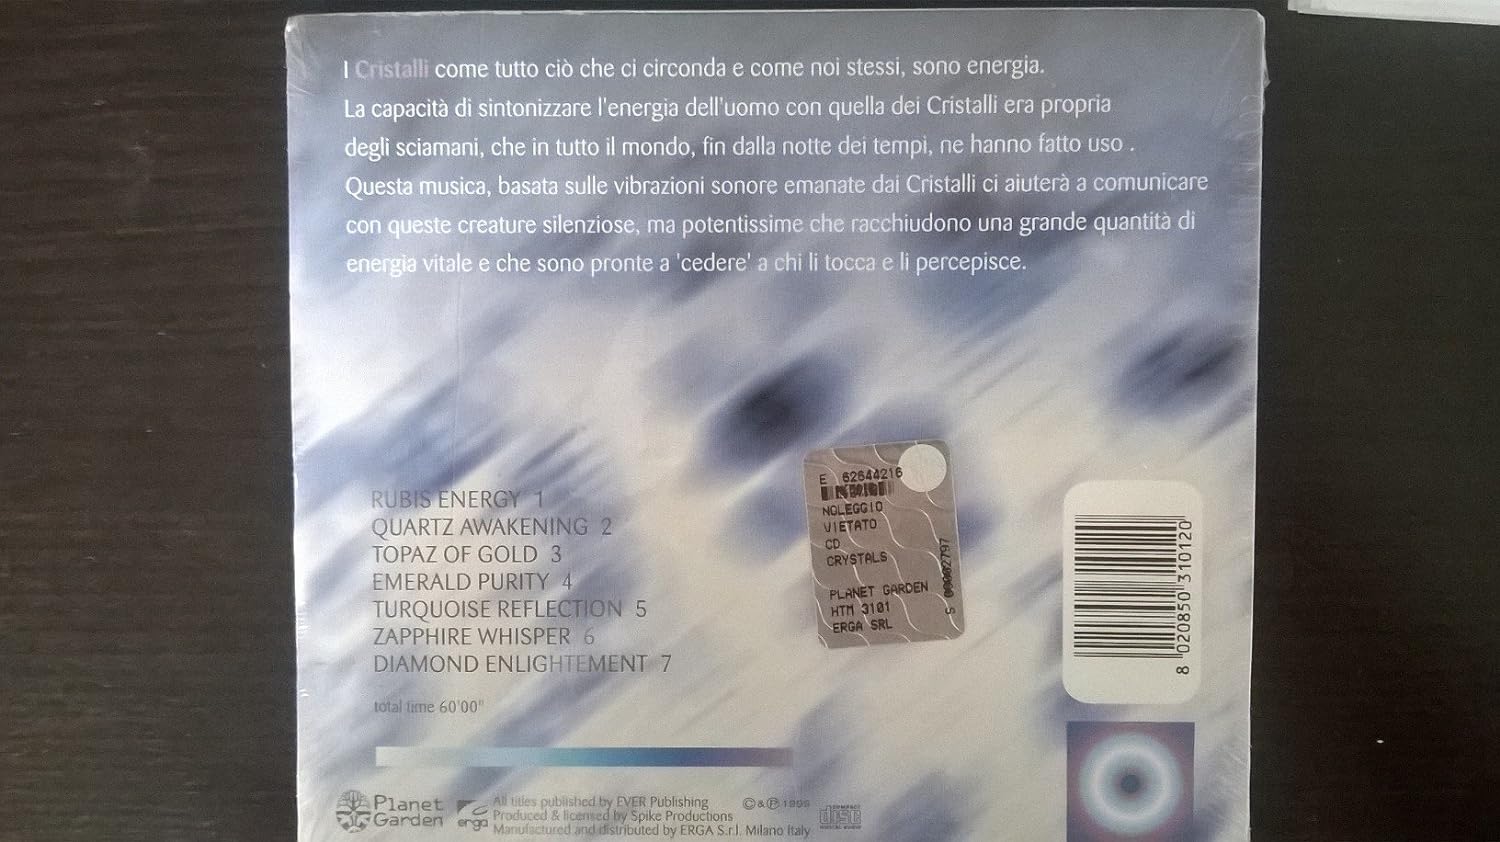 I Cristalli come tutto ciò che ci circonda e come noi stessi, sono energia.
La capacità di sintonizzare l'energia dell'uomo con quella dei Cristalli era propria
degli sciamani, che in tutto il mondo, fin dalla notte dei tempi, ne hanno fatto uso .
Questa musica, basata sulle vibrazioni sonore emanate dai Cristalli ci aiuterà a comunicare
con queste creature silenziose, ma potentissime che racchiudono una grande quantità di
energia vitale e che sono pronte a 'cedere' a chi li tocca e li percepisce.
RUBIS ENERGY 1
QUARTZ AWAKENING 2
TOPAZ OF GOLD 3
EMERALD PURITY 4
TURQUOISE REFLECTION 5
ZAPPHIRE WHISPER 6
DIAMOND ENLIGHTEMENT 7
total time 60'00"
E 62644216
NOLEGGIO
VIETATO
CD
CRYSTALS
PLANET GARDEN
HTM 3101
ERGA SRL
S 00002797
8 020850 310120
Planet
Garden
erga
All titles published by EVER Publishing
Produced & licensed by Spike Productions
Manufactured and distributed by ERGA S.r.l. Milano Italy
©&℗
COMPACT
disc